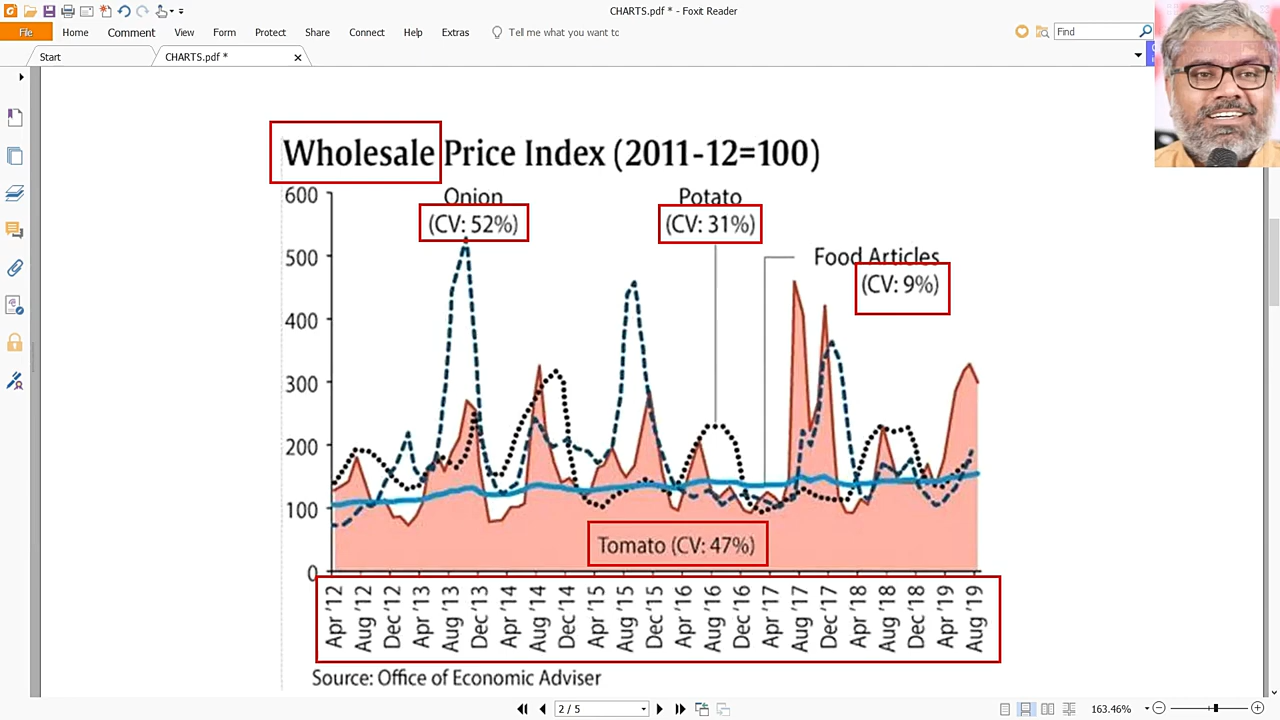 CHARTS.pdf * - Foxit Reader
File Home Comment View Form Protect Share Connect Help Extras Tell me what you want to Find
Start CHARTS.pdf *
Wholesale Price Index (2011-12=100)
Onion
(CV: 52%)
Potato
(CV: 31%)
Food Articles
(CV: 9%)
600
500
400
300
200
100
0
Tomato (CV: 47%)
Apr '12
Aug '12
Dec '12
Apr '13
Aug '13
Dec '13
Apr '14
Aug '14
Dec '14
Apr '15
Aug '15
Dec '15
Apr '16
Aug '16
Dec '16
Apr '17
Aug '17
Dec '17
Apr '18
Aug '18
Dec '18
Apr '19
Aug '19
Source: Office of Economic Adviser
2 / 5
163.46%